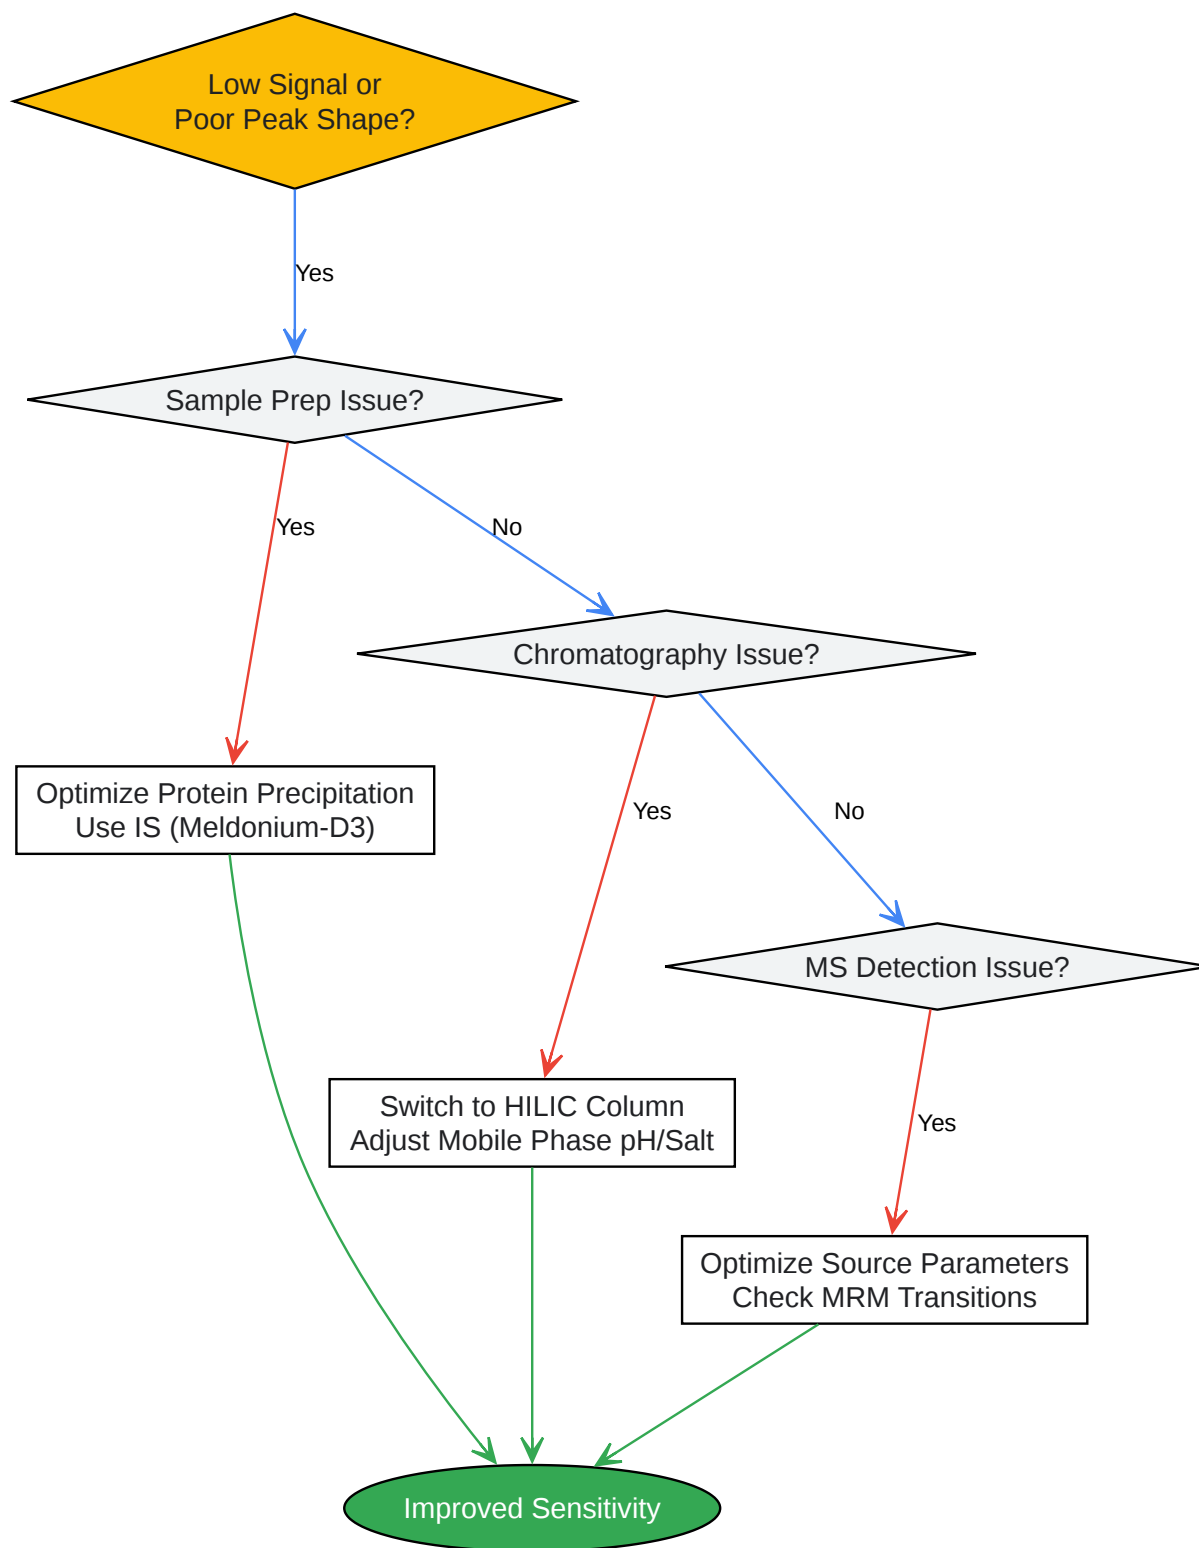 Low Signal or
Poor Peak Shape?
Yes
Sample Prep Issue?
Yes
No
Chromatography Issue?
Optimize Protein Precipitation
Use IS (Meldonium-D3)
Yes
No
MS Detection Issue?
Switch to HILIC Column
Adjust Mobile Phase pH/Salt
Yes
Optimize Source Parameters
Check MRM Transitions
Improved Sensitivity